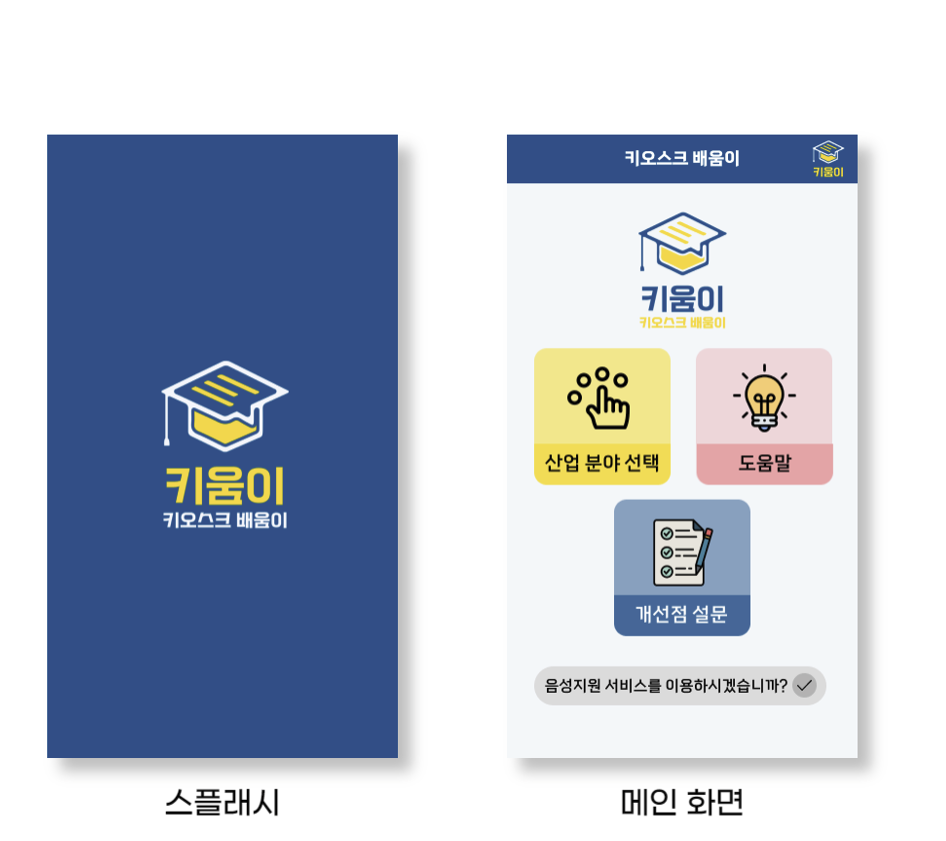 키움이
키오스크 배움이
스플래시
키오스크 배움이
키움이
키움이
키오스크 배움이
산업 분야 선택
도움말
개선점 설문
음성지원 서비스를 이용하시겠습니까?
메인 화면